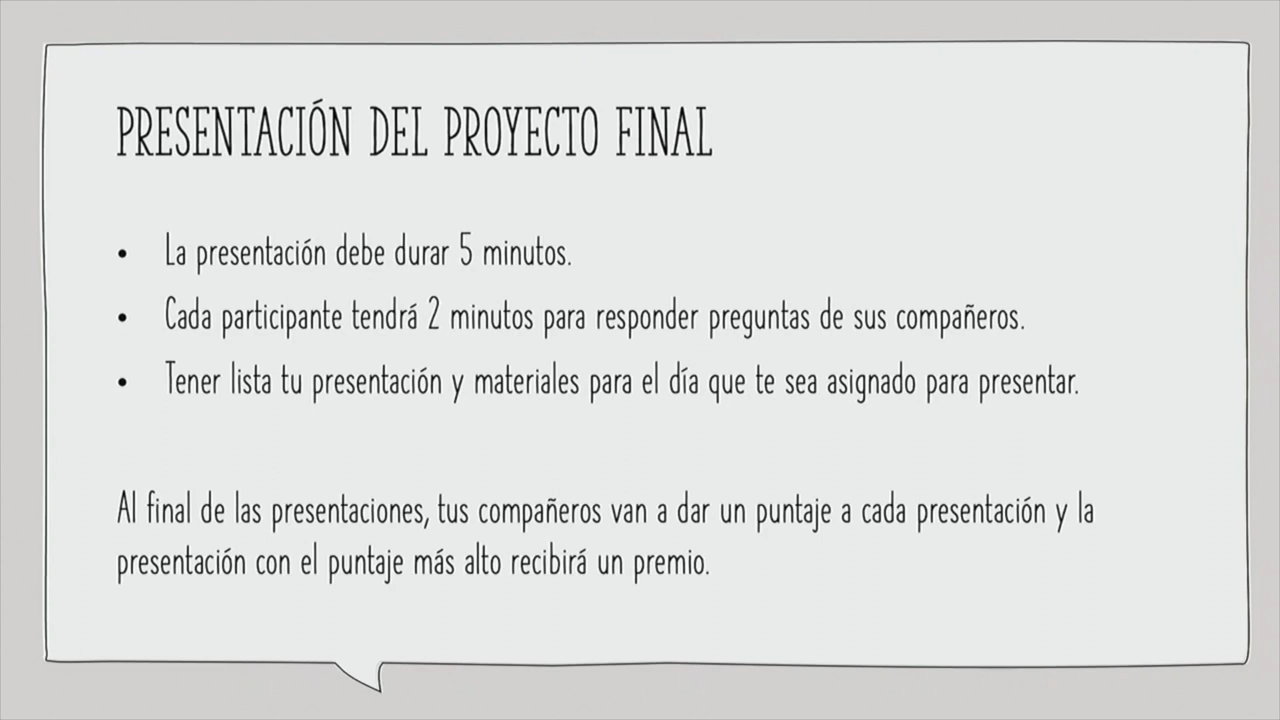 PRESENTACIÓN DEL PROYECTO FINAL
• La presentación debe durar 5 minutos.
• Cada participante tendrá 2 minutos para responder preguntas de sus compañeros.
• Tener lista tu presentación y materiales para el día que te sea asignado para presentar.
Al final de las presentaciones, tus compañeros van a dar un puntaje a cada presentación y la
presentación con el puntaje más alto recibirá un premio.